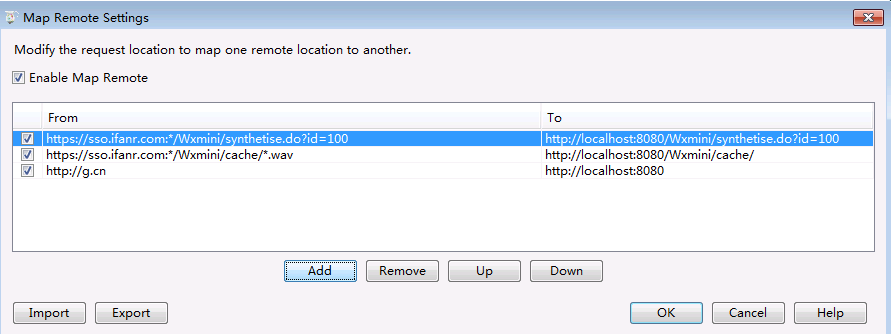 Map Remote Settings
Modify the request location to map one remote location to another.
Enable Map Remote
From To
https://sso.ifanr.com:*/Wxmini/synthetise.do?id=100 http://localhost:8080/Wxmini/synthetise.do?id=100
https://sso.ifanr.com:*/Wxmini/cache/*.wav http://localhost:8080/Wxmini/cache/
http://g.cn http://localhost:8080
Add Remove Up Down
Import Export OK Cancel Help